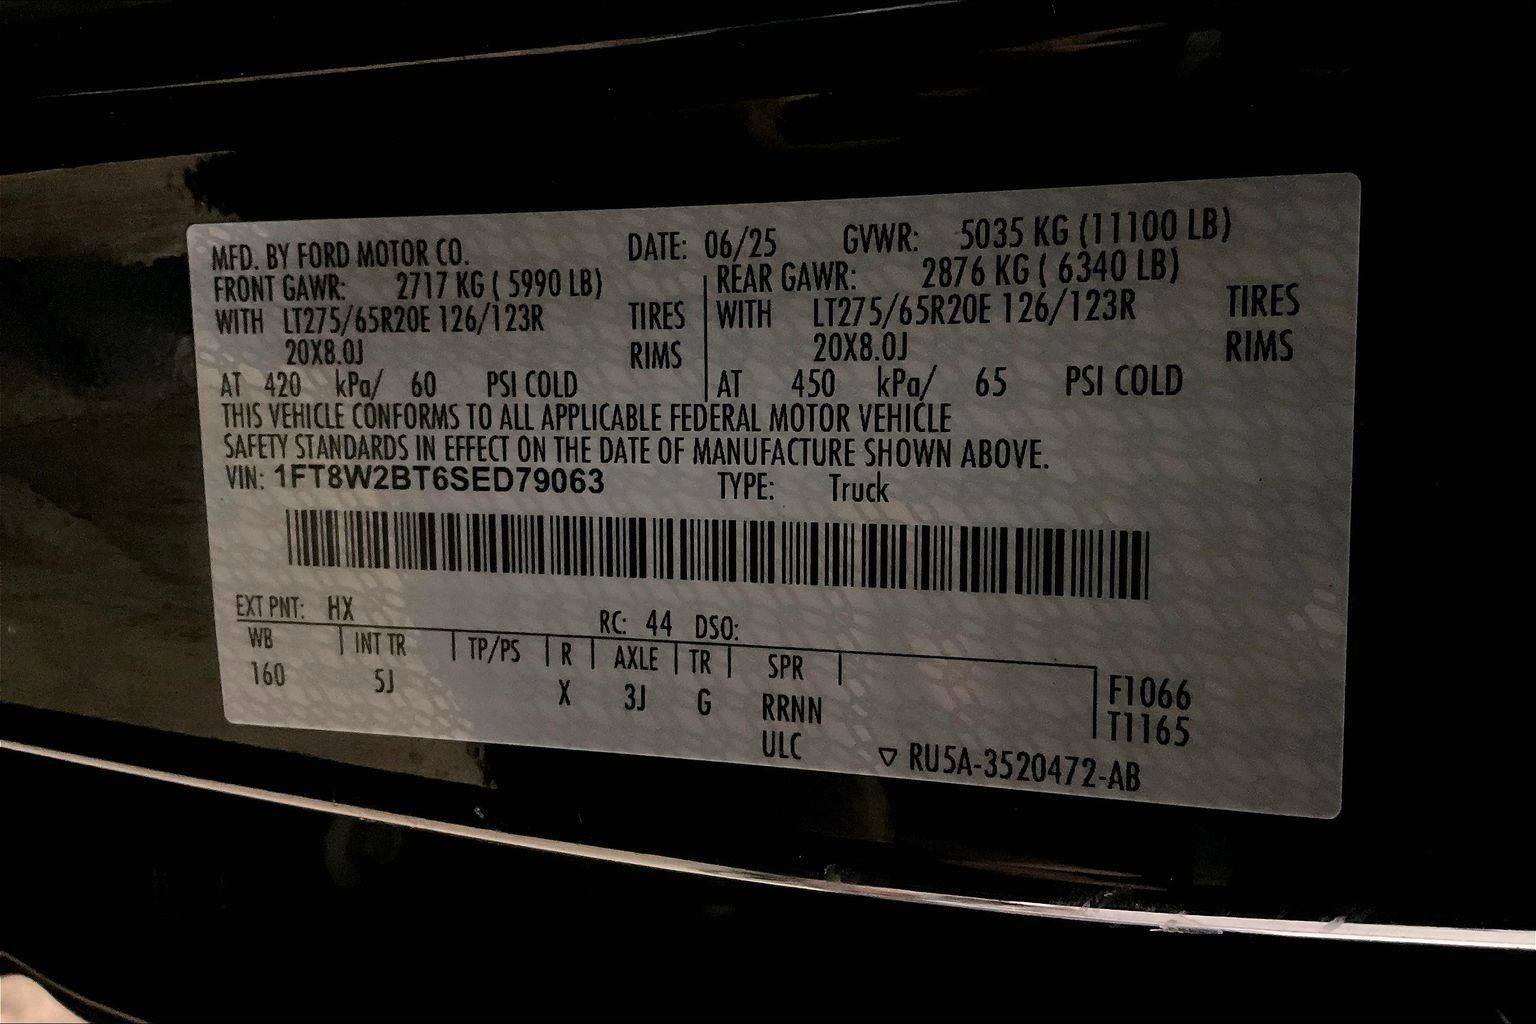 MFD. BY FORD MOTOR CO. DATE: 06/25 GVWR: 5035 KG (11100 LB)
FRONT GAWR: 2717 KG ( 5990 LB) REAR GAWR: 2876 KG ( 6340 LB)
WITH LT275/65R20E 126/123R TIRES WITH LT275/65R20E 126/123R TIRES
20X8.0J RIMS 20X8.0J RIMS
AT 420 kPa/ 60 PSI COLD AT 450 kPa/ 65 PSI COLD
THIS VEHICLE CONFORMS TO ALL APPLICABLE FEDERAL MOTOR VEHICLE
SAFETY STANDARDS IN EFFECT ON THE DATE OF MANUFACTURE SHOWN ABOVE.
VIN: 1FT8W2BT6SED79063 TYPE: Truck
EXT PNT: HX RC: 44 DSO:
WB INT TR TP/PS R AXLE TR SPR
160 5J X 3J G RRNN F1066
ULC T1165
RU5A-3520472-AB